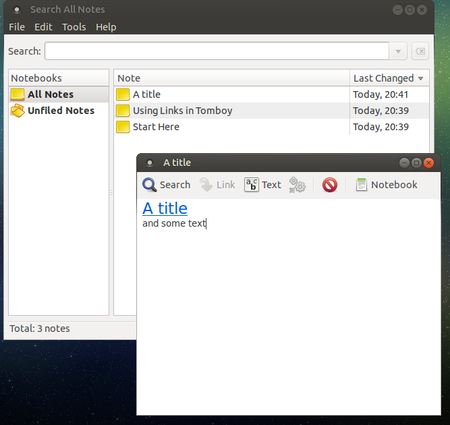 Search All Notes
File Edit Tools Help
Search:
Notebooks
All Notes
Unfiled Notes
Note Last Changed
A title Today, 20:41
Using Links in Tomboy Today, 20:39
Start Here Today, 20:39
Total: 3 notes
A title
Search Link Text Notebook
A title
and some text